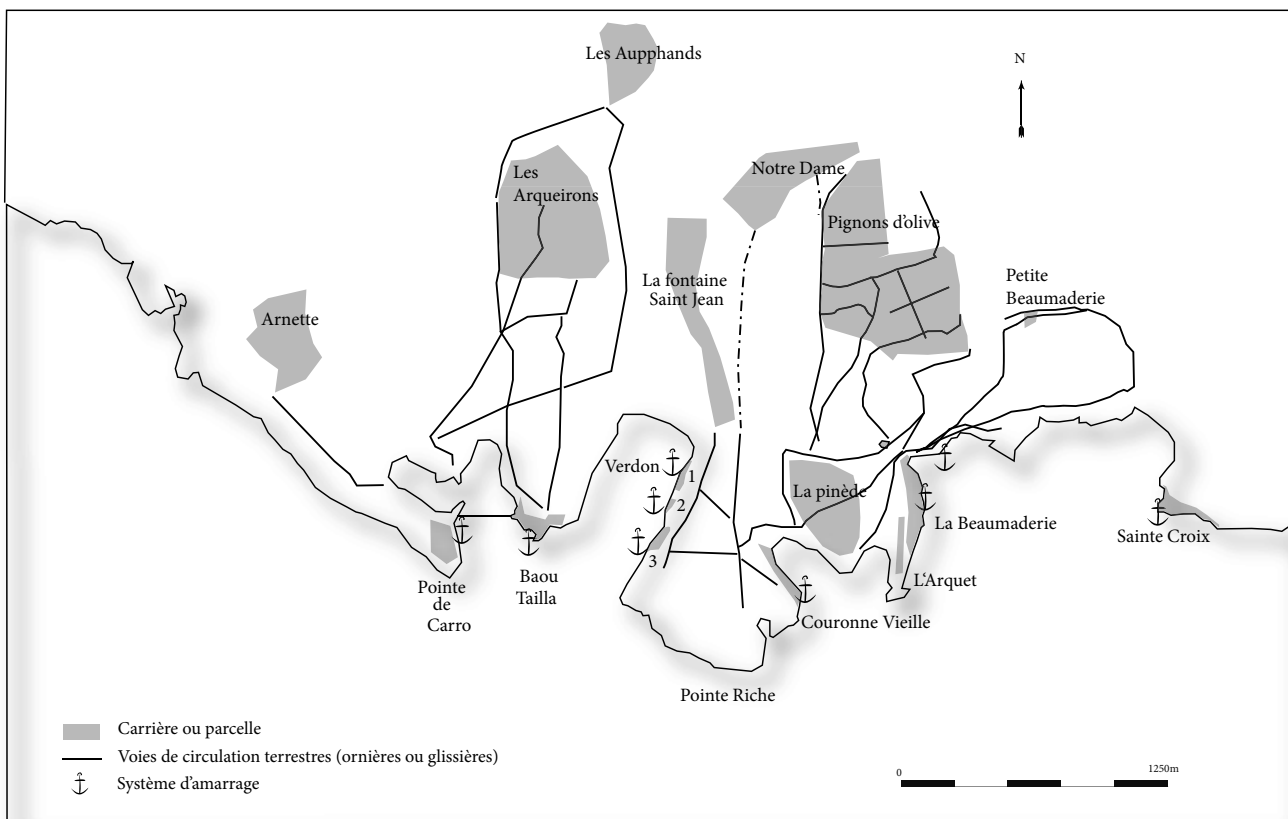 Les Aupphands
N
Les
Arqueirons
Notre Dame
Pignons d'olive
La fontaine
Saint Jean
Petite
Beaumaderie
Arnette
Verdon
1
2
3
La pinède
La Beaumaderie
Sainte Croix
L'Arquet
Pointe
de
Carro
Baou
Tailla
Couronne Vieille
Pointe Riche
Carrière ou parcelle
Voies de circulation terrestres (ornières ou glissières)
Système d'amarrage
0
1250m